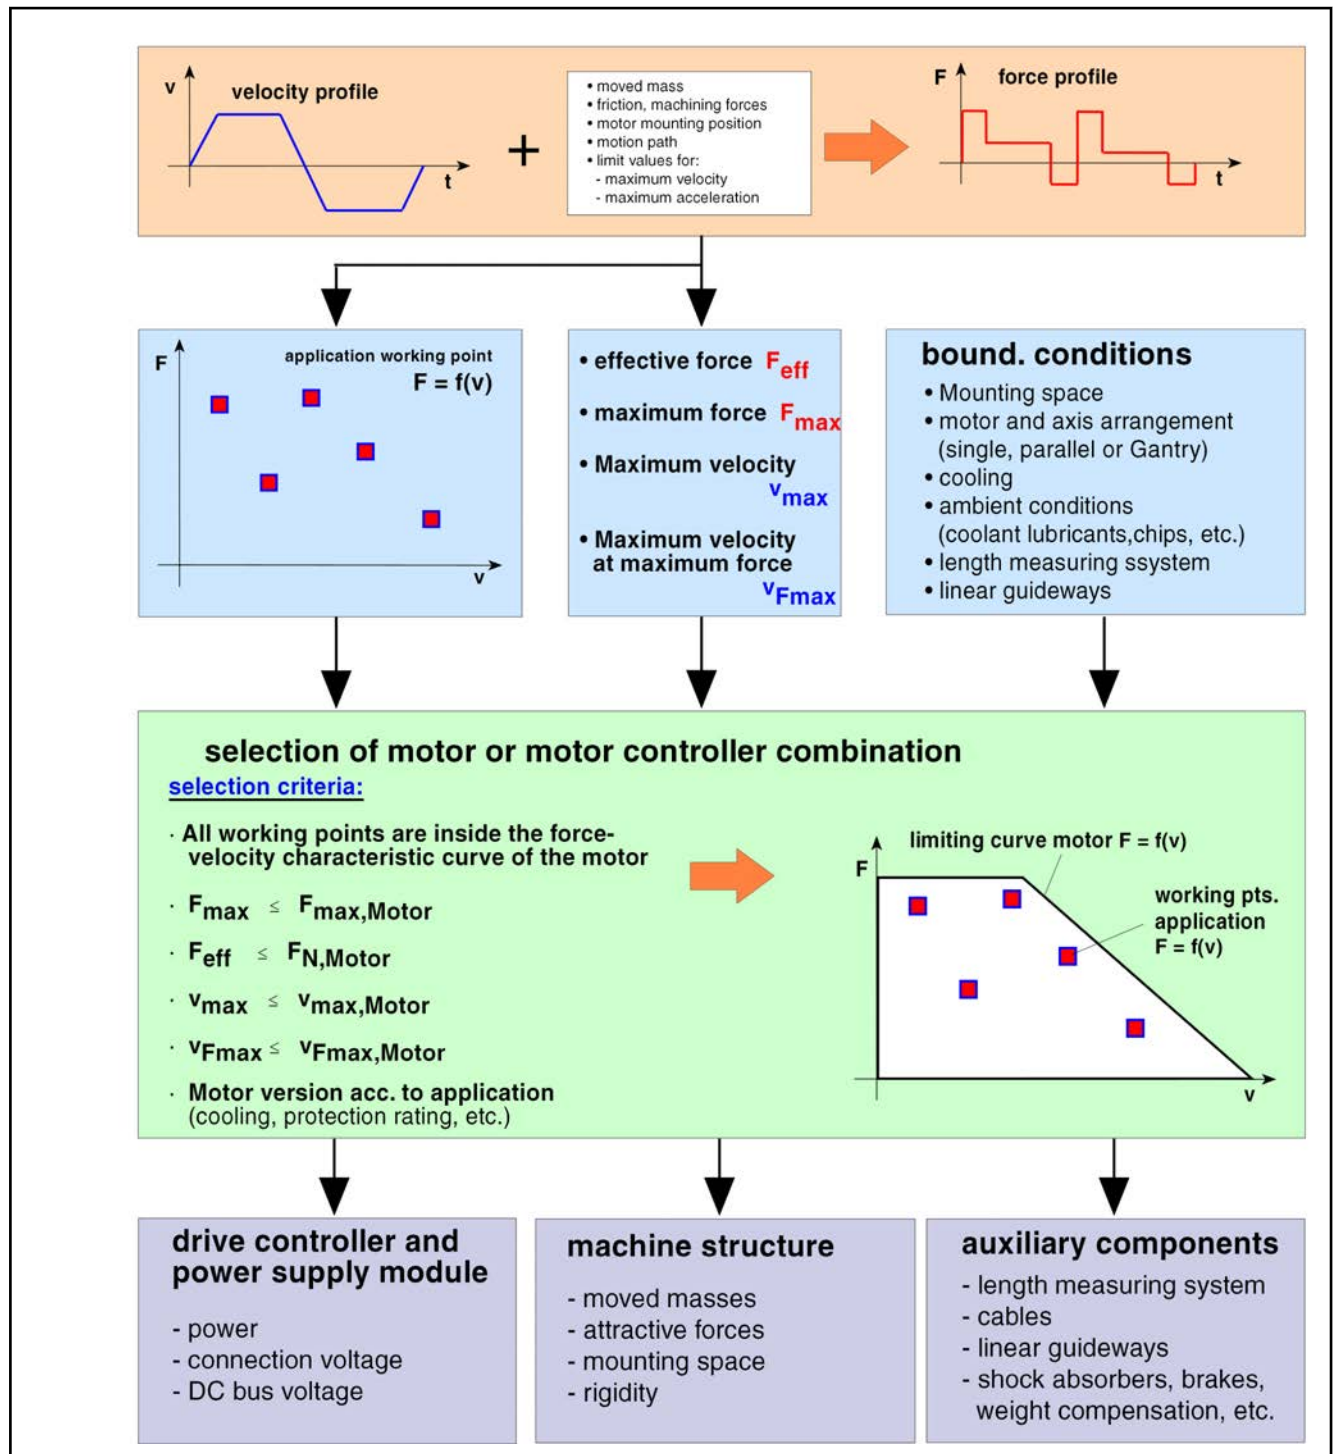 v
velocity profile
t
+
• moved mass
• friction, machining forces
• motor mounting position
• motion path
• limit values for:
- maximum velocity
- maximum acceleration
F
force profile
t
F
application working point
F = f(v)
v
• effective force Feff
• maximum force Fmax
• Maximum velocity
vmax
• Maximum velocity
at maximum force
vFmax
bound. conditions
• Mounting space
• motor and axis arrangement
(single, parallel or Gantry)
• cooling
• ambient conditions
(coolant lubricants,chips, etc.)
• length measuring ssystem
• linear guideways
selection of motor or motor controller combination
selection criteria:
· All working points are inside the force-
velocity characteristic curve of the motor
· Fmax ≤ Fmax,Motor
· Feff ≤ FN,Motor
· vmax ≤ vmax,Motor
· vFmax ≤ vFmax,Motor
· Motor version acc. to application
(cooling, protection rating, etc.)
limiting curve motor F = f(v)
F
working pts.
application
F = f(v)
v
drive controller and
power supply module
- power
- connection voltage
- DC bus voltage
machine structure
- moved masses
- attractive forces
- mounting space
- rigidity
auxiliary components
- length measuring system
- cables
- linear guideways
- shock absorbers, brakes,
weight compensation, etc.